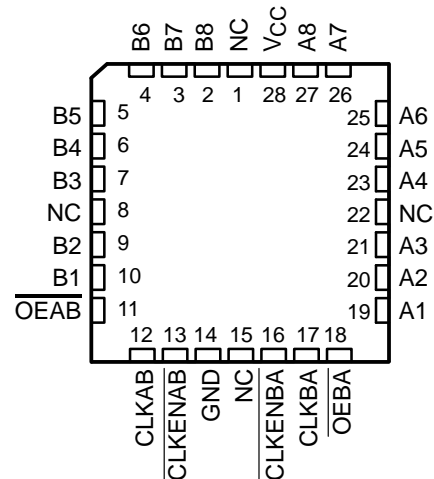 B6 B7 B8 NC VCC A8 A7
4 3 2 1 28 27 26
B5 5 25 A6
B4 6 24 A5
B3 7 23 A4
NC 8 22 NC
B2 9 21 A3
B1 10 20 A2
OEAB 11 19 A1
12 13 14 15 16 17 18
CLKAB CLKENAB GND NC CLKENBA CLKBA OEBA